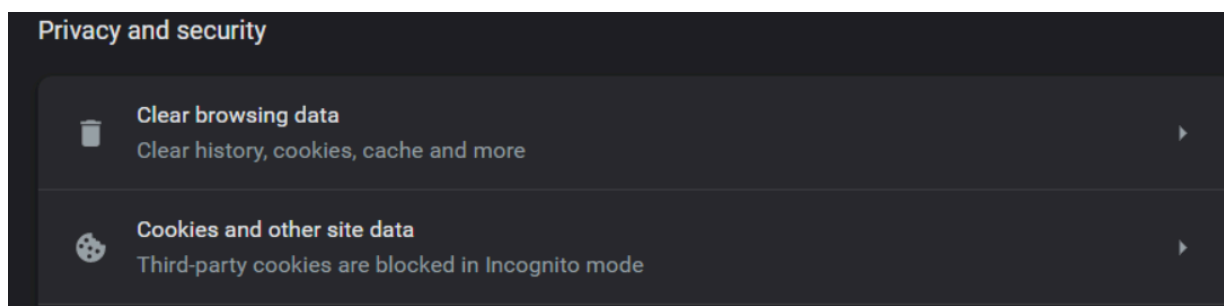 Privacy and security
Clear browsing data
Clear history, cookies, cache and more
Cookies and other site data
Third-party cookies are blocked in Incognito mode